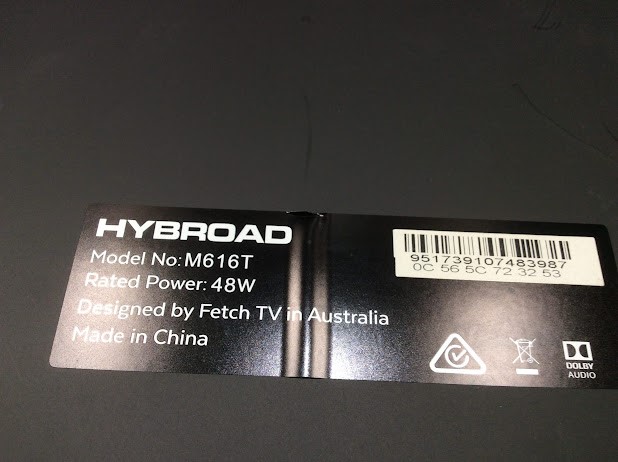 HYBROAD
Model No: M616T
Rated Power: 48W
Designed by Fetch TV in Australia
Made in China
951739107483987
0C 56 5C 72 32 53
DOLBY
AUDIO